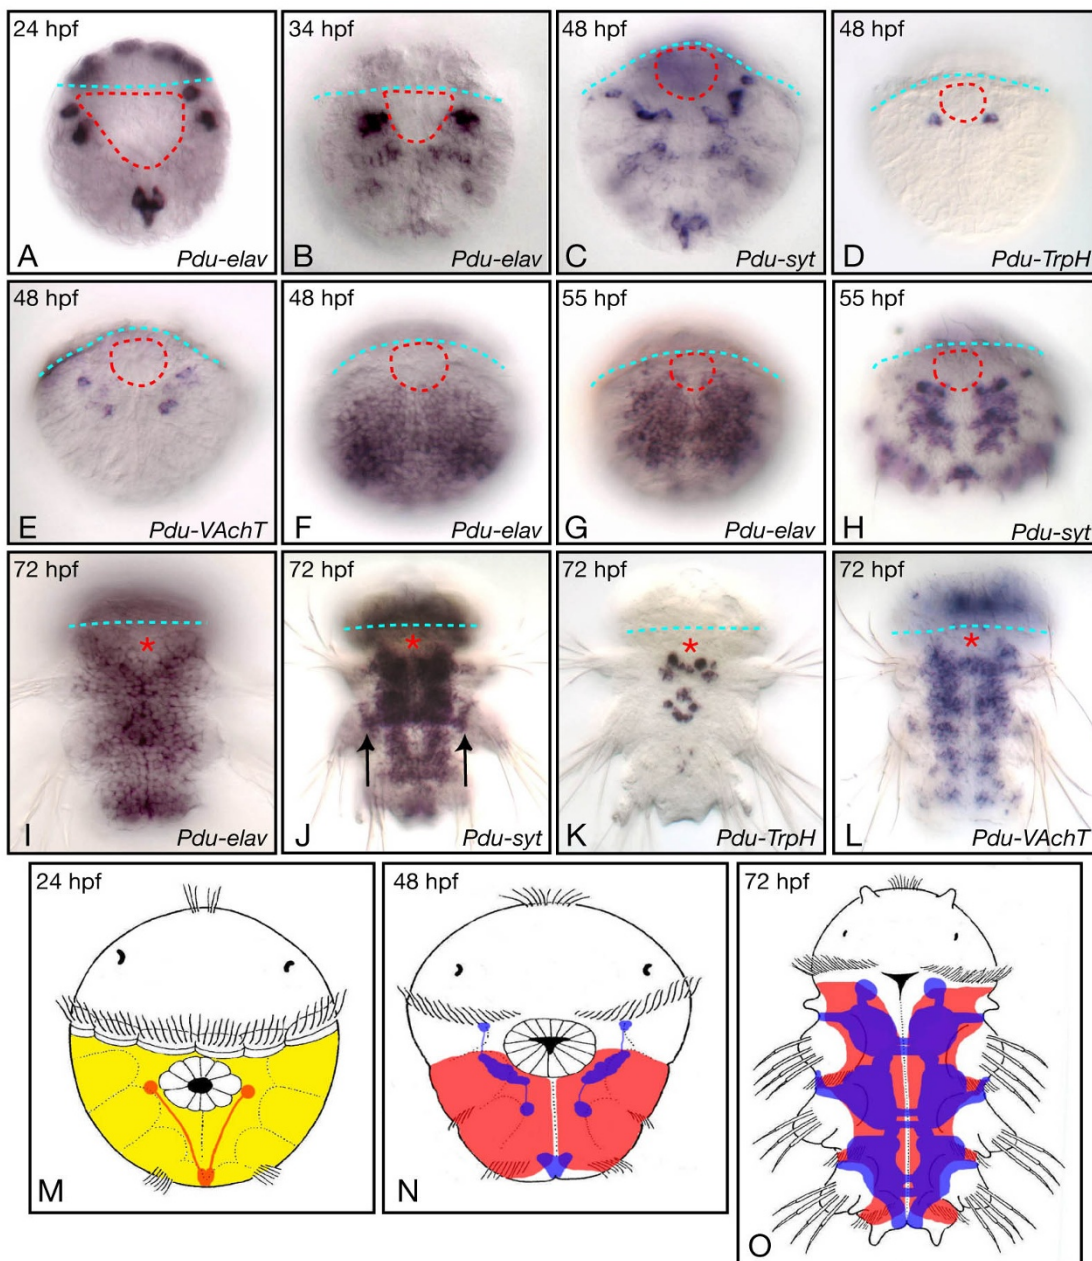 24 hpf
A
Pdu-elav
34 hpf
B
Pdu-elav
48 hpf
C
Pdu-syt
48 hpf
D
Pdu-TrpH
48 hpf
E
Pdu-VAchT
48 hpf
F
Pdu-elav
55 hpf
G
Pdu-elav
55 hpf
H
Pdu-syt
72 hpf
*
I
Pdu-elav
72 hpf
*
J
Pdu-syt
72 hpf
*
K
Pdu-TrpH
72 hpf
*
L
Pdu-VAchT
24 hpf
M
48 hpf
N
72 hpf
O